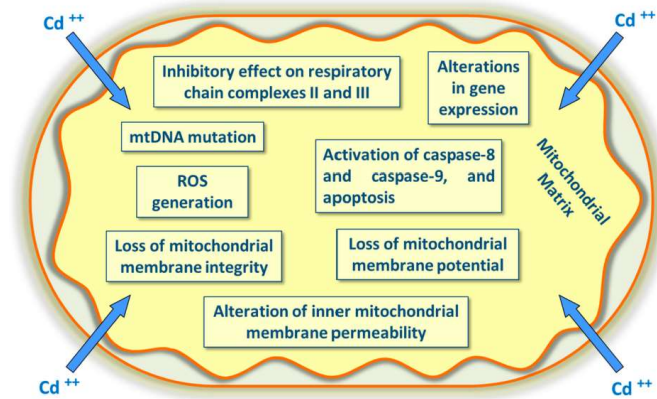 Cd ++
Cd ++
Inhibitory effect on respiratory
chain complexes II and III
Alterations
in gene
expression
mtDNA mutation
Activation of caspase-8
and caspase-9, and
apoptosis
Mitochondrial
Matrix
ROS
generation
Loss of mitochondrial
membrane integrity
Loss of mitochondrial
membrane potential
Alteration of inner mitochondrial
membrane permeability
Cd ++
Cd ++